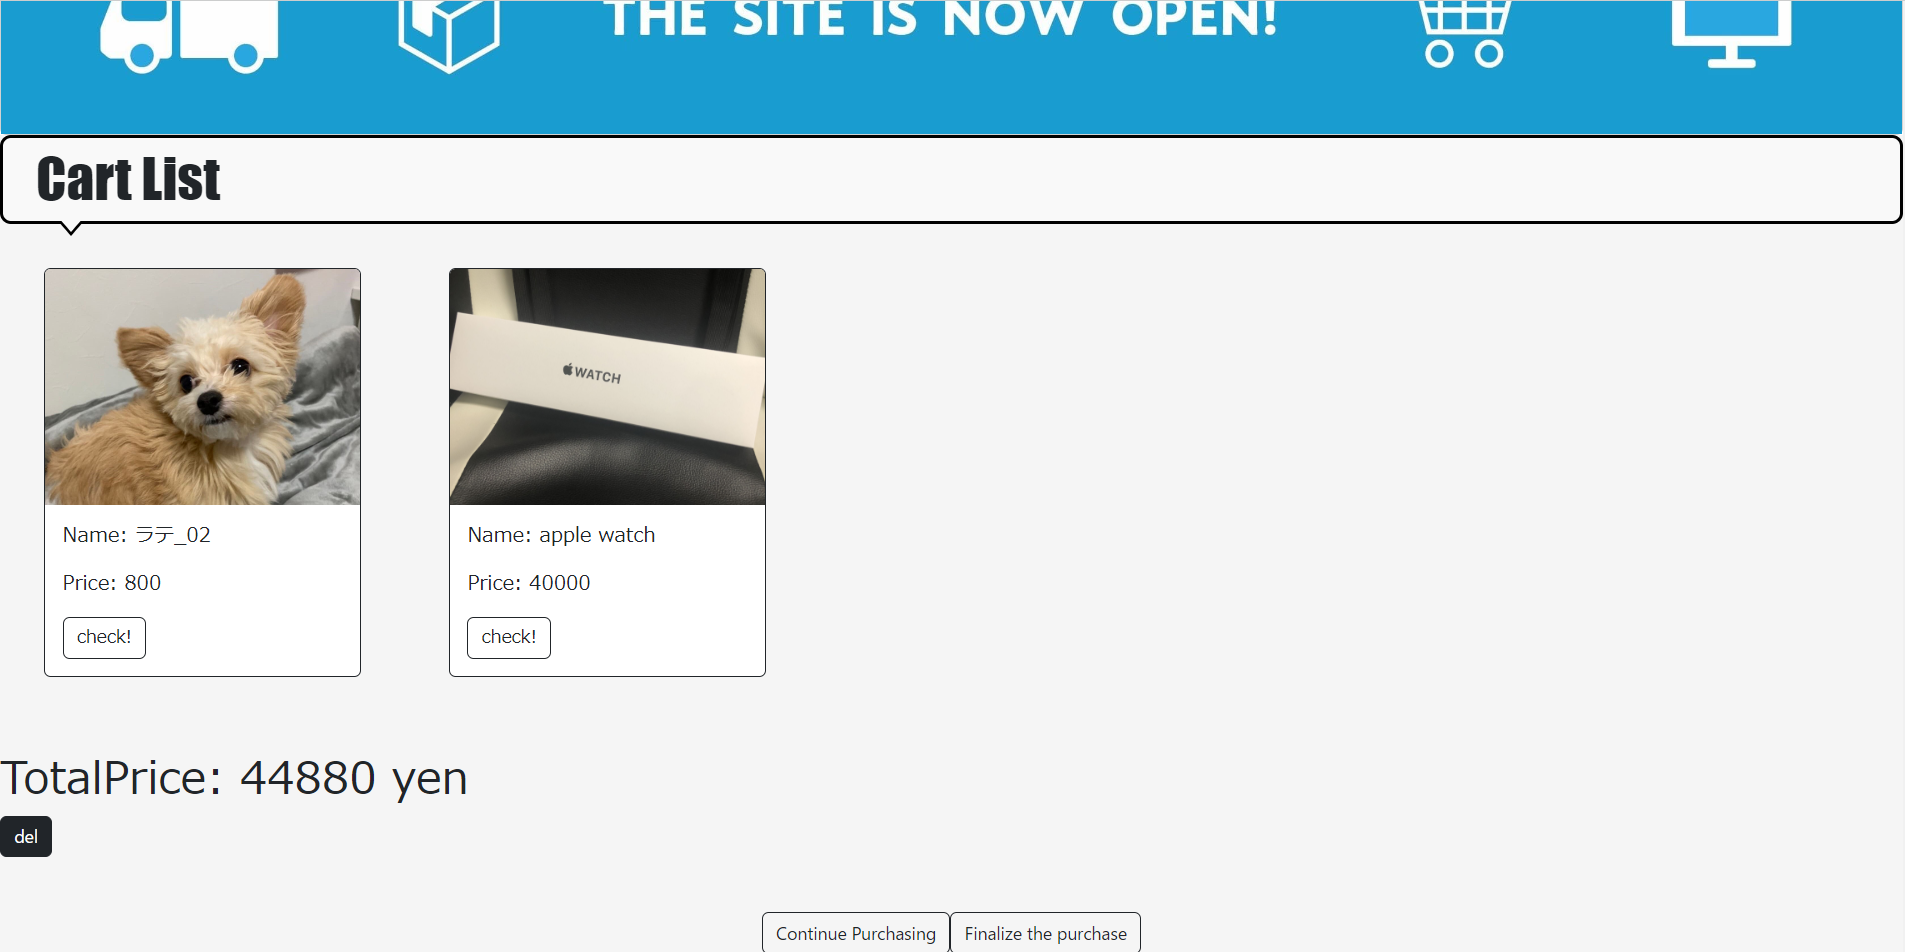 THE SITE IS NOW OPEN!
Cart List
WATCH
Name: ラテ_02
Price: 800
check!
Name: apple watch
Price: 40000
check!
TotalPrice: 44880 yen
del
Continue Purchasing
Finalize the purchase